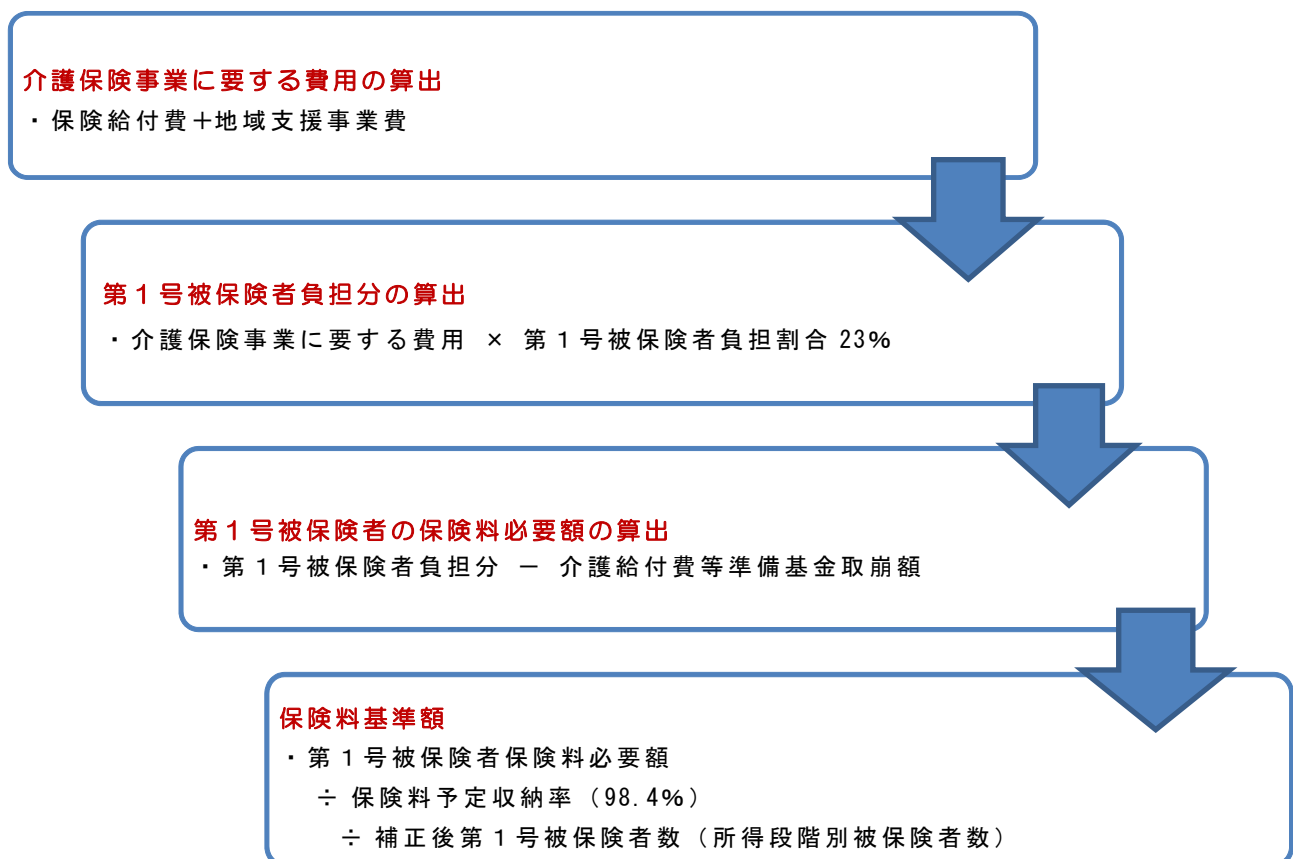 介護保険事業に要する費用の算出
・保険給付費＋地域支援事業費
第１号被保険者負担分の算出
・介護保険事業に要する費用 × 第１号被保険者負担割合 23%
第１号被保険者の保険料必要額の算出
・第１号被保険者負担分 － 介護給付費等準備基金取崩額
保険料基準額
・第１号被保険者保険料必要額
÷ 保険料予定収納率（98.4%）
÷ 補正後第１号被保険者数（所得段階別被保険者数）